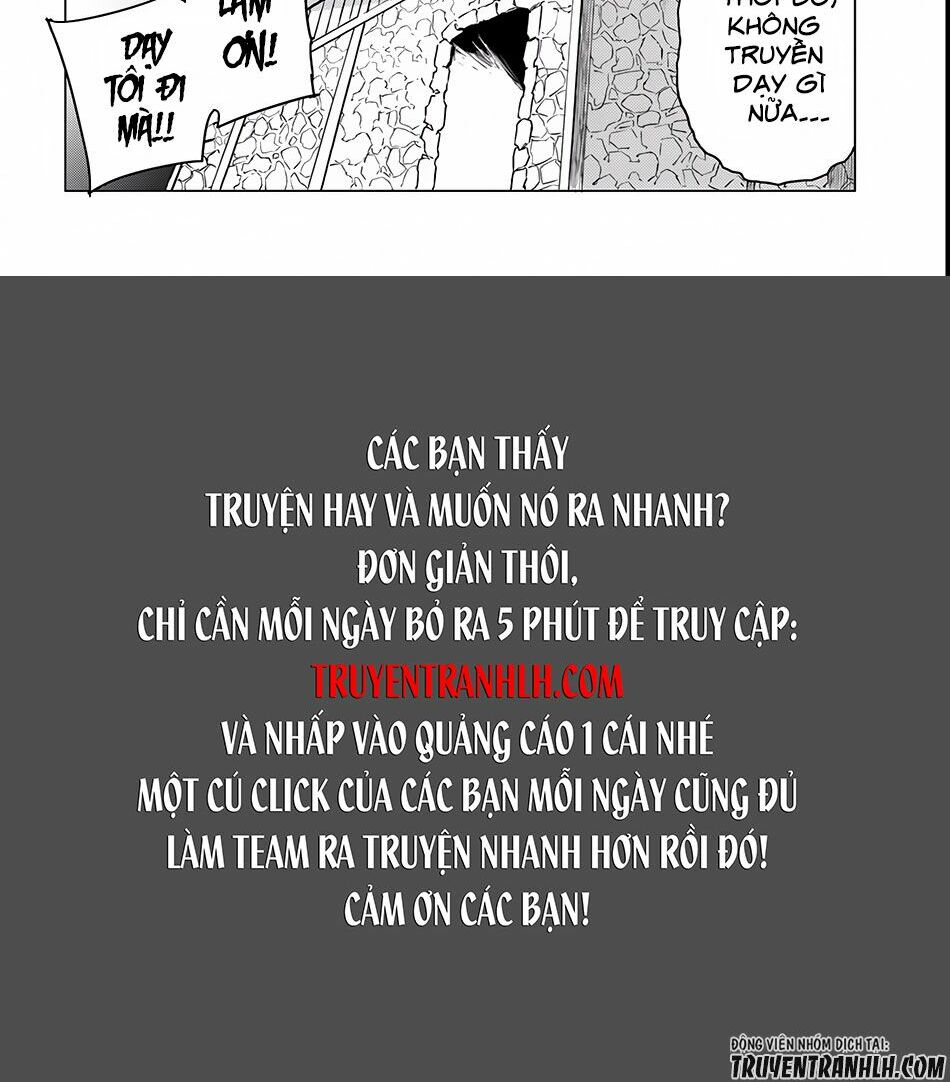 LÀM
ƠN!
DẠY
TÔI ĐI
MÀ!!
KHÔNG
TRUYỀN
DẠY GÌ
NỮA---
CÁC BẠN THẤY
TRUYỆN HAY VÀ MUỐN NÓ RA NHANH?
ĐƠN GIẢN THÔI,
CHỈ CẦN MỖI NGÀY BỎ RA 5 PHÚT ĐỂ TRUY CẬP:
TRUYENTRANHLH.COM
VÀ NHẤP VÀO QUẢNG CÁO 1 CÁI NHÉ
MỘT CÚ CLICK CỦA CÁC BẠN MỖI NGÀY CŨNG ĐỦ
LÀM TEAM RA TRUYỆN NHANH HƠN RỒI ĐÓ!
CẢM ƠN CÁC BẠN!
ĐỘNG VIÊN NHÓM DỊCH TẠI:
TRUYENTRANHLH.COM